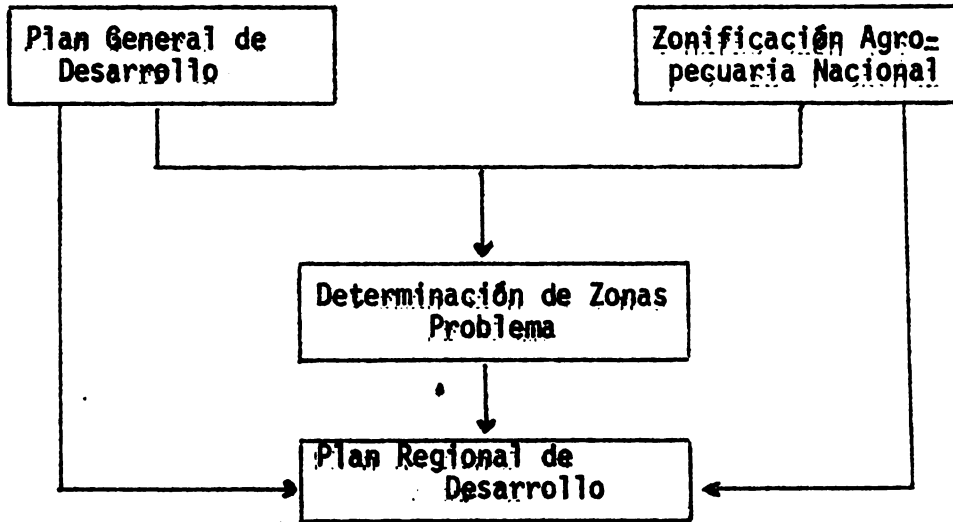 Plan General de
Desarrollo
Zonificación Agro=
pecuaria Nacional
Determinación de Zonas
Problema
Plan Regional de
Desarrollo